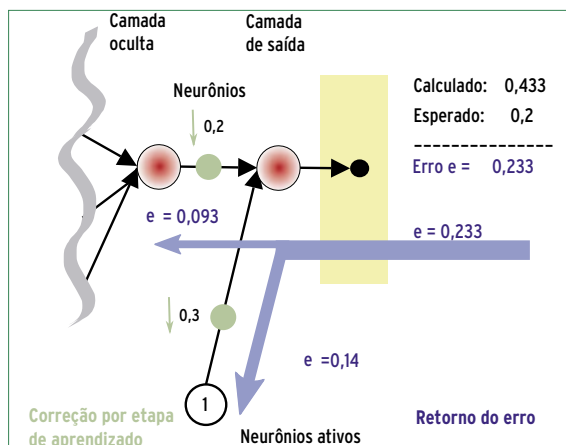 Camada
oculta
Camada
de saída
Neurônios
0,2
Calculado: 0,433
Esperado: 0,2
----------------
Erro e = 0,233
e = 0,093
e = 0,233
0,3
e =0,14
1
Correção por etapa
de aprendizado
Neurônios ativos
Retorno do erro